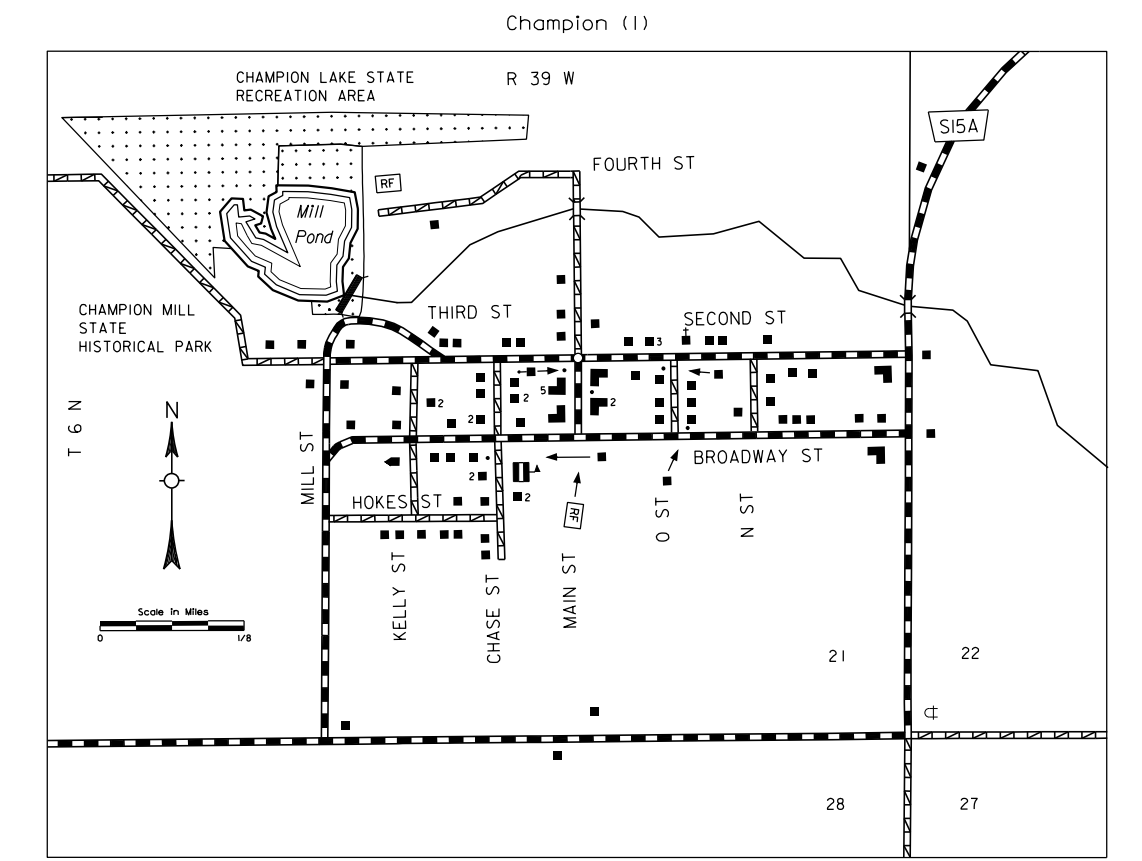 Champion (1)
CHAMPION LAKE STATE
RECREATION AREA
R 39 W
S15A
FOURTH ST
RF
Mill
Pond
CHAMPION MILL
STATE
HISTORICAL PARK
THIRD ST
SECOND ST
3
T 6 N
N
5
2
2
2
2
MILL ST
BROADWAY ST
2
2
HOKES ST
RF
O ST
N ST
KELLY ST
CHASE ST
MAIN ST
Scale in Miles
0 1/8
21
22
28
27